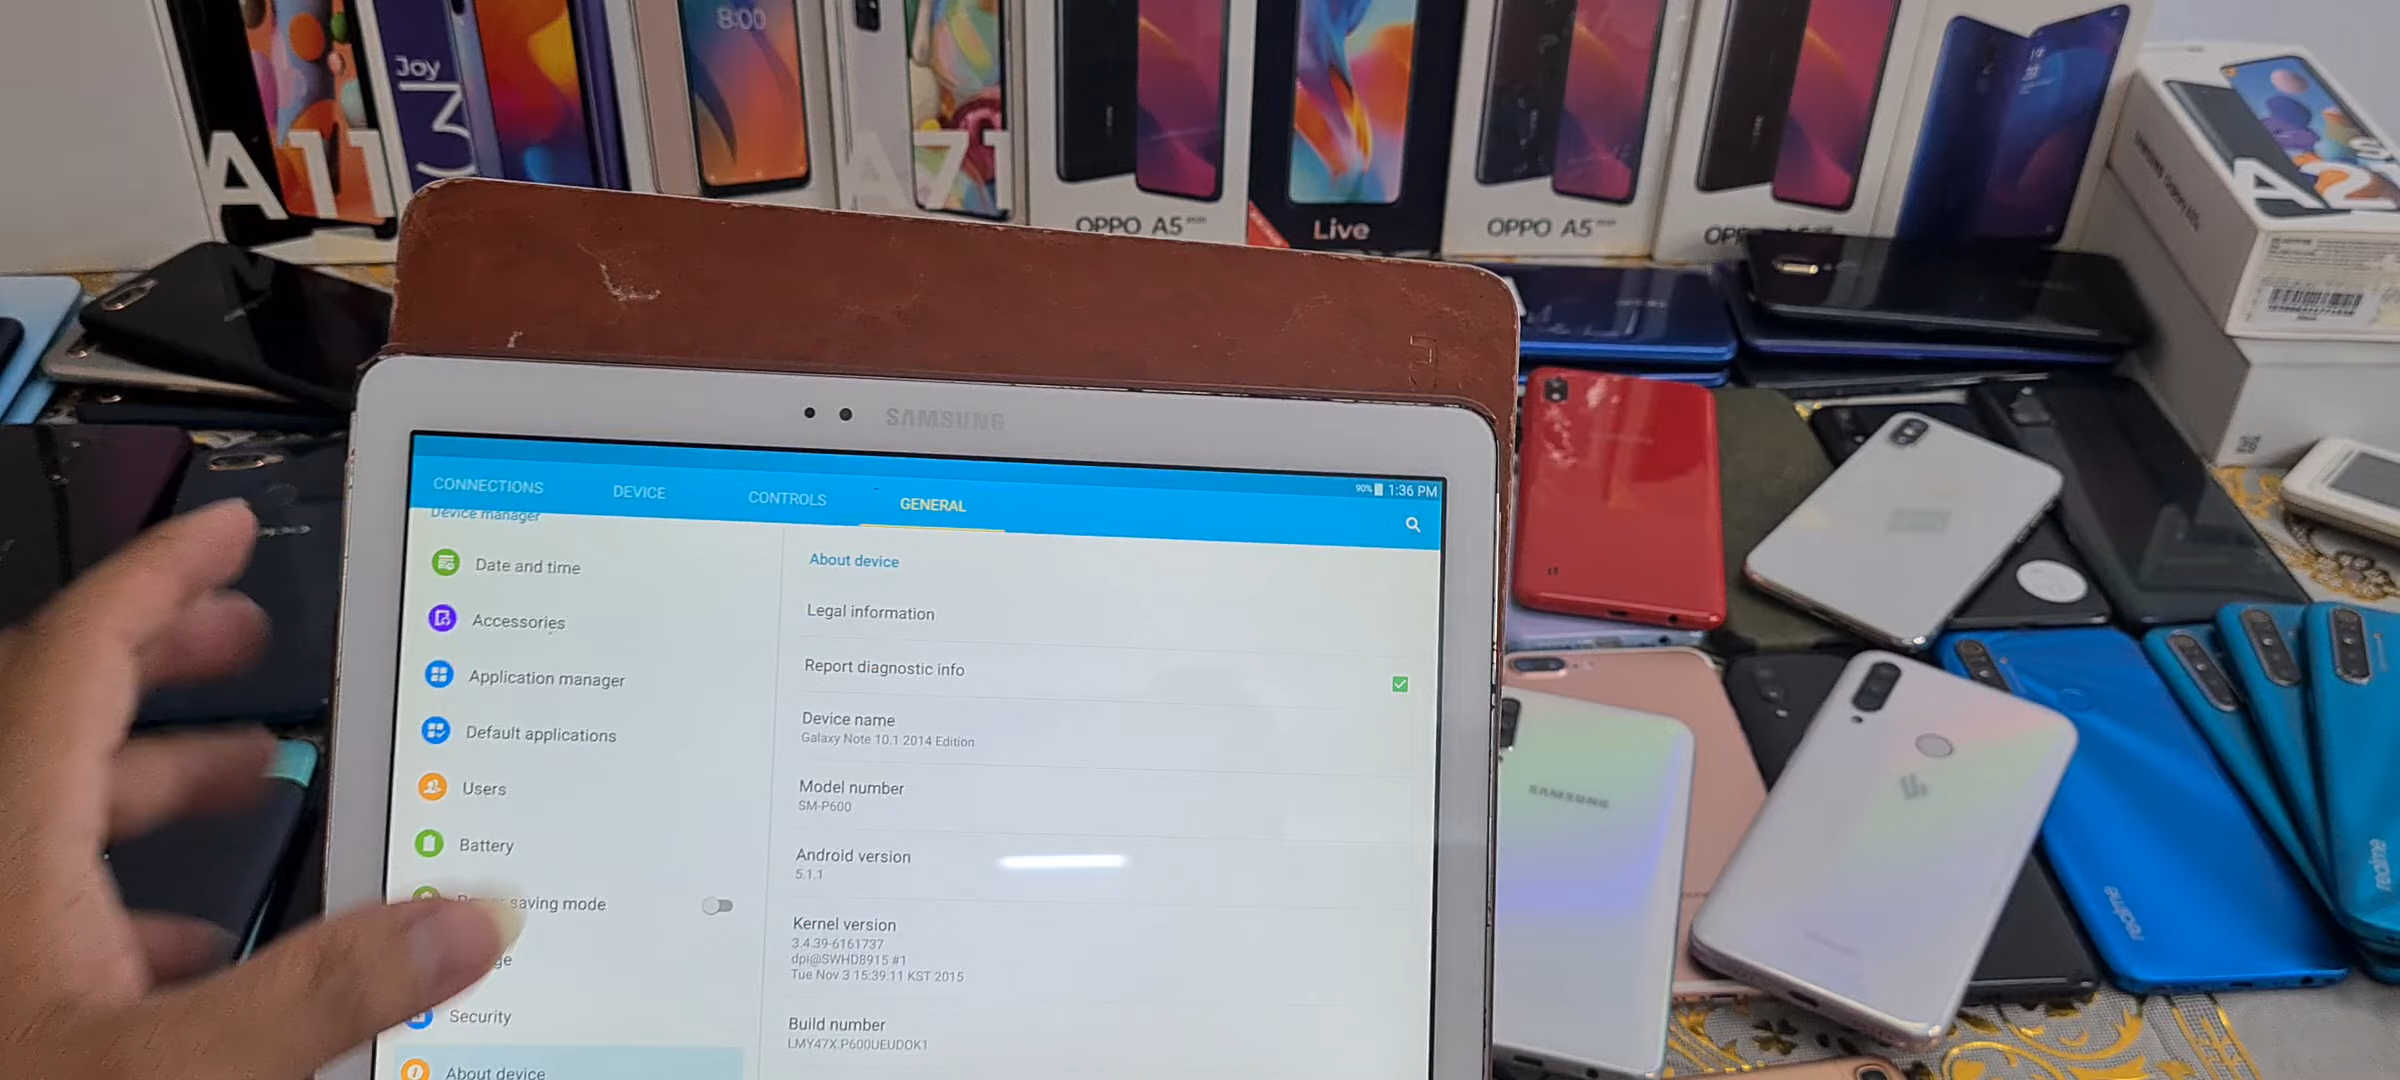 8:00
Joy
3
A11
A71
OPPO A5
Live
OPPO A5
A2
SAMSUNG
90% 1:36 PM
CONNECTIONS DEVICE CONTROLS GENERAL
Device manager
Date and time
Accessories
Application manager
Default applications
Users
Battery
saving mode
Security
About device
About device
Legal information
Report diagnostic info
Device name
Galaxy Note 10.1 2014 Edition
Model number
SM-P600
Android version
5.1.1
Kernel version
3.4.39-6161737
dpi@SWHD8915 #1
Tue Nov 3 15:39:11 KST 2015
Build number
LMY47X.P600UEUDOK1
SAMSUNG
realme
realme